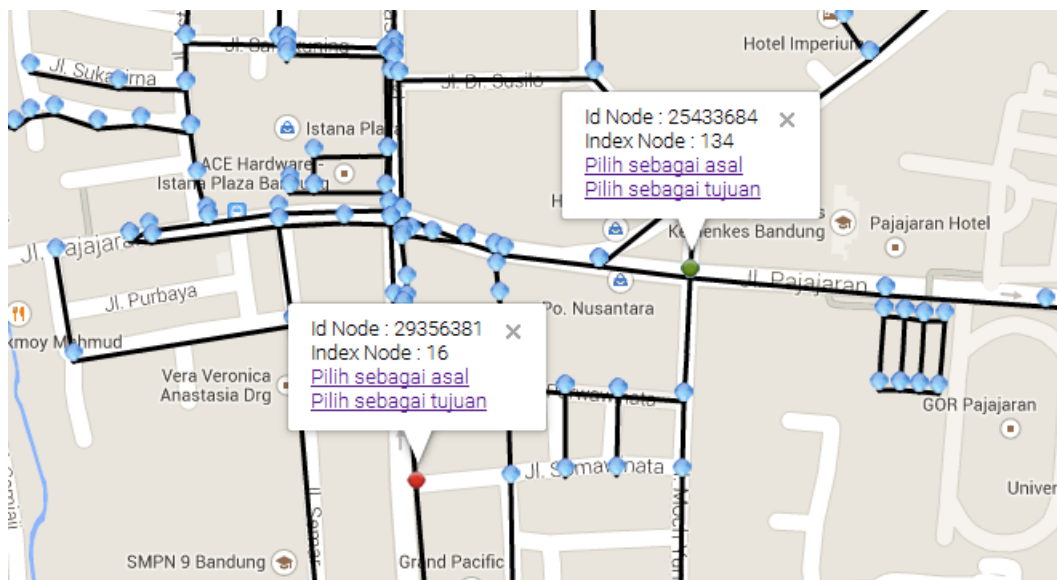 Hotel Imperium
Jl. Sukasirna
Jl. Dr. Susilo
Istana Plaza
ACE Hardware -
Istana Plaza Bandung
Id Node : 25433684
Index Node : 134
Pilih sebagai asal
Pilih sebagai tujuan
Kemenkes Bandung
Pajajaran Hotel
Jl. Pajajaran
Jl. Pajajaran
Jl. Purbaya
Po. Nusantara
Id Node : 29356381
Index Node : 16
Pilih sebagai asal
Pilih sebagai tujuan
Vera Veronica
Anastasia Drg
GOR Pajajaran
Univer
SMPN 9 Bandung
Grand Pacific